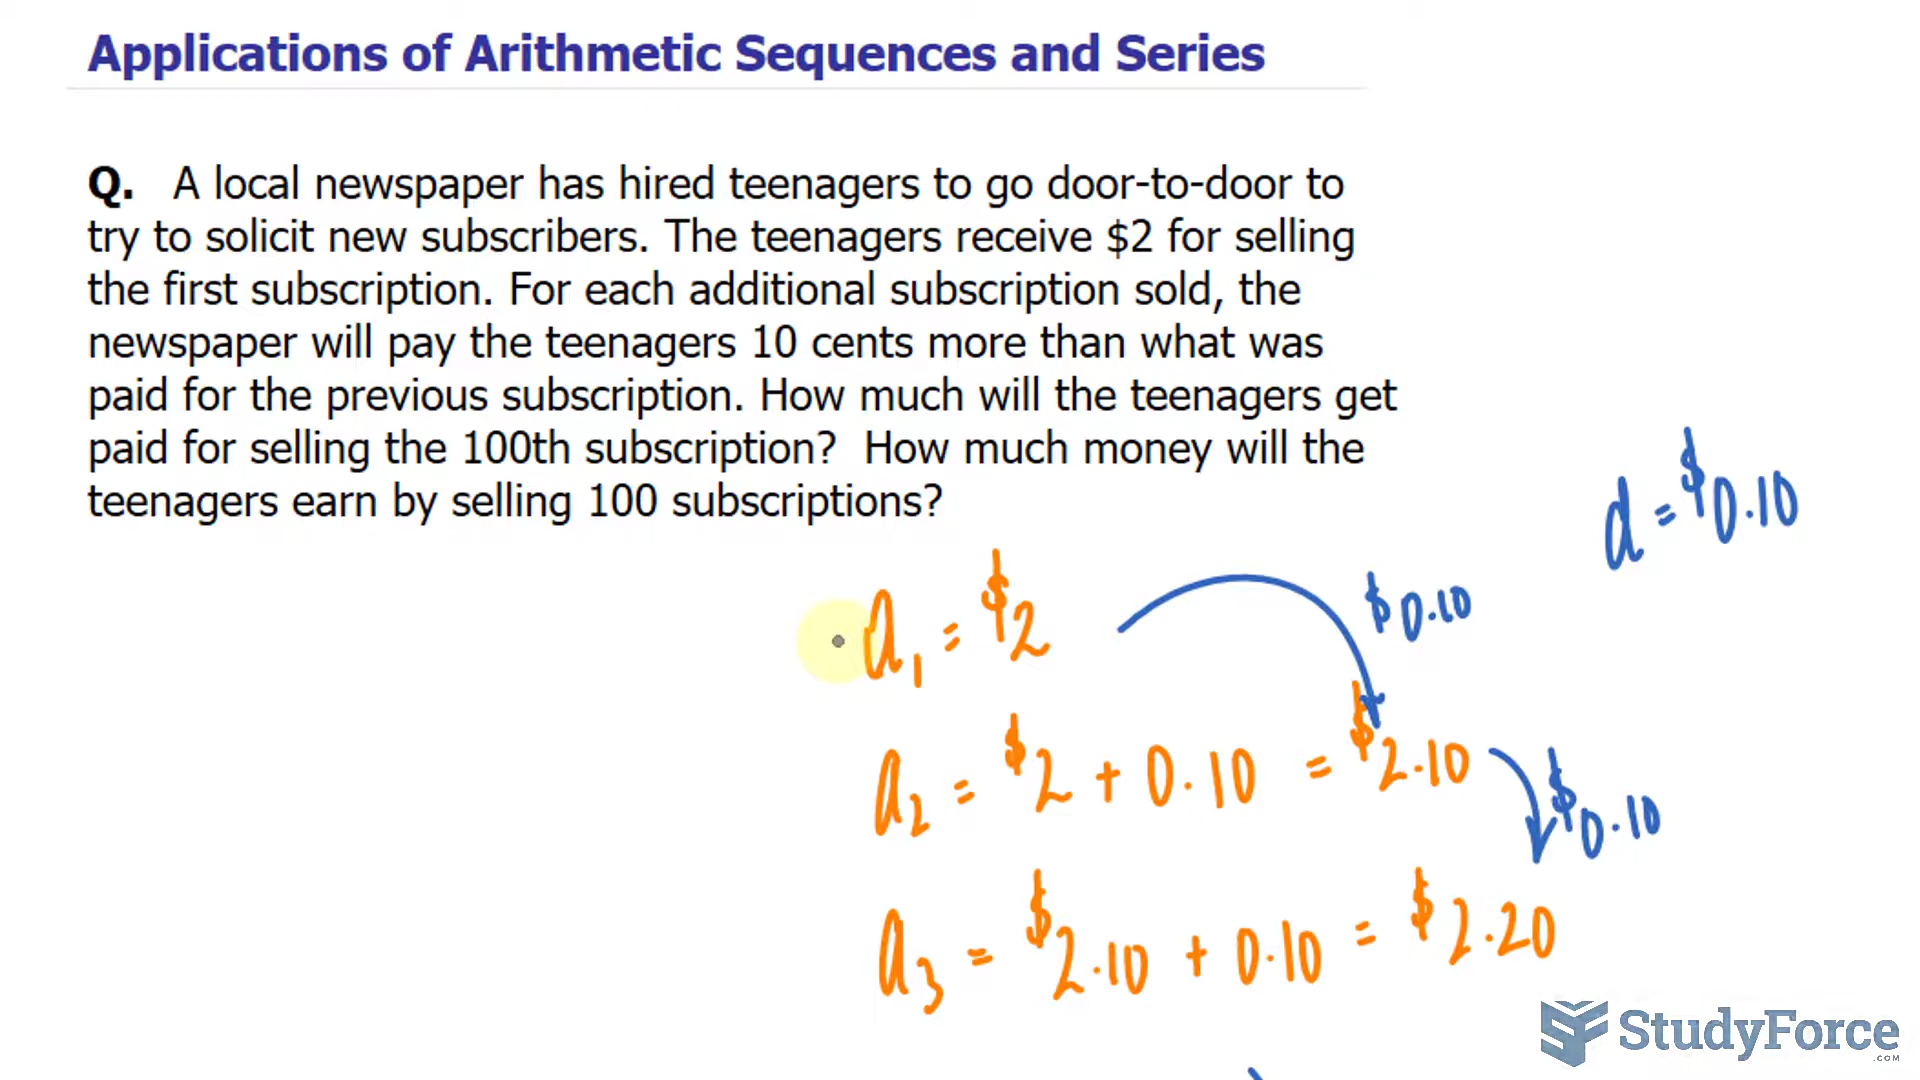 Applications of Arithmetic Sequences and Series
Q. A local newspaper has hired teenagers to go door-to-door to
try to solicit new subscribers. The teenagers receive $2 for selling
the first subscription. For each additional subscription sold, the
newspaper will pay the teenagers 10 cents more than what was
paid for the previous subscription. How much will the teenagers get
paid for selling the 100th subscription? How much money will the
teenagers earn by selling 100 subscriptions?
d = $0.10
a₁ = $2
$0.10
a₂ = $2 + 0.10 = $2.10
$0.10
a₃ = $2.10 + 0.10 = $2.20
StudyForce
.COM